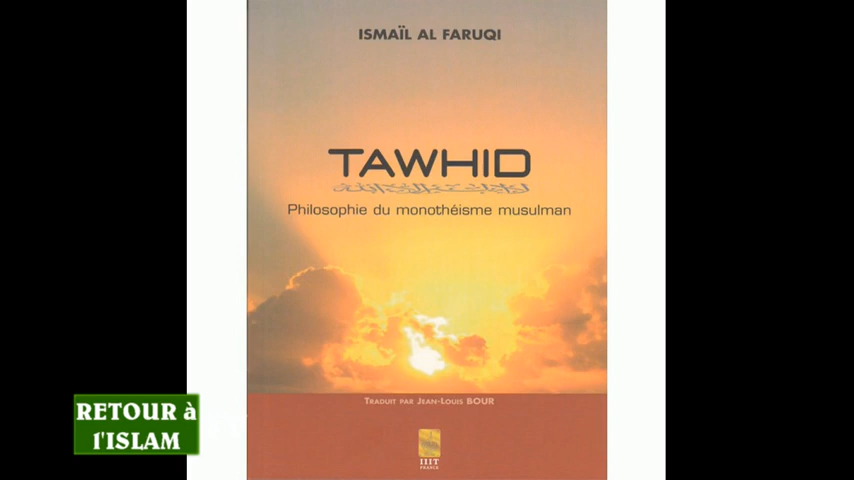 ISMAÏL AL FARUQI
TAWHID
Philosophie du monothéisme musulman
TRADUIT PAR JEAN-LOUIS BOUR
IIIT
FRANCE
RETOUR à
l'ISLAM